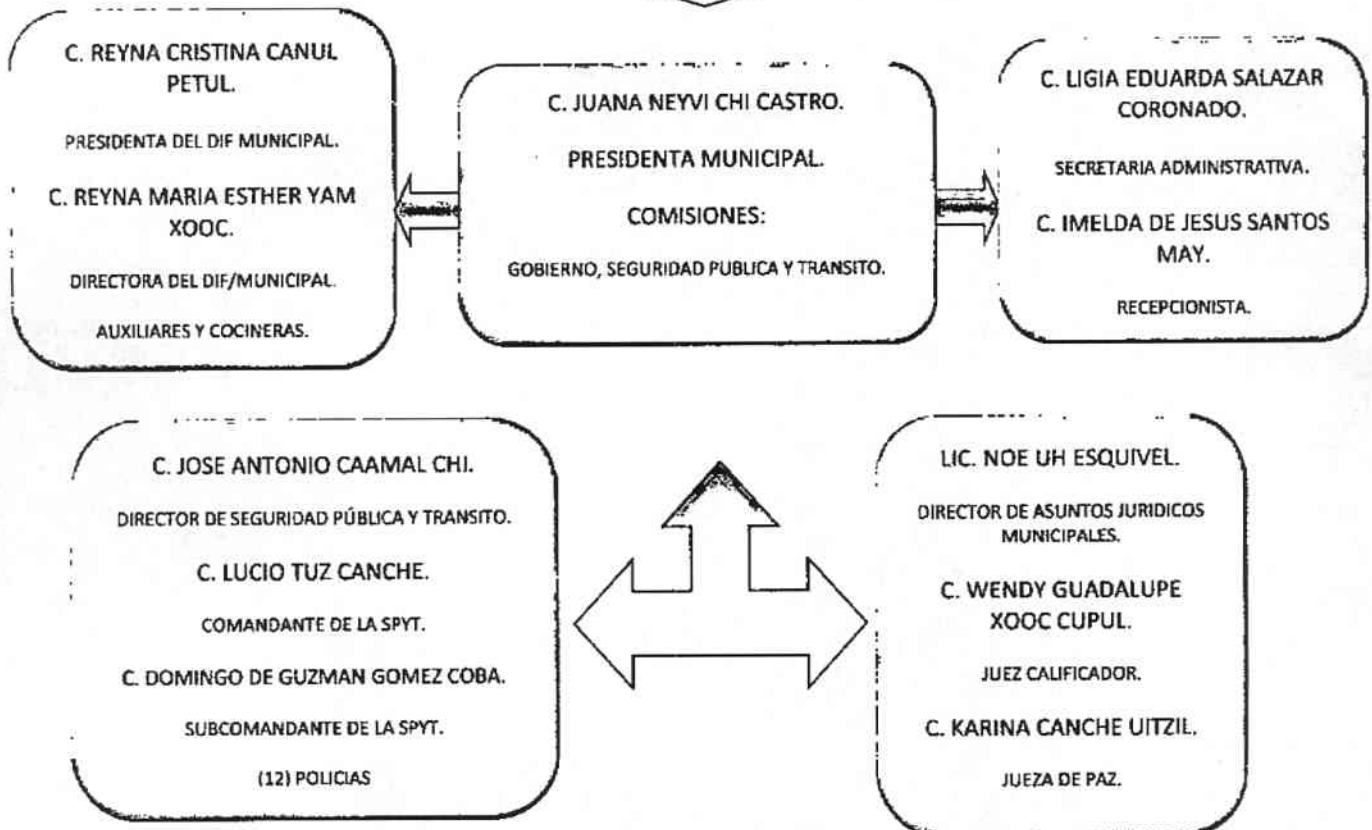 C. REYNA CRISTINA CANUL
PETUL.
PRESIDENTA DEL DIF MUNICIPAL.
C. REYNA MARIA ESTHER YAM
XOOC.
DIRECTORA DEL DIF/MUNICIPAL.
AUXILIARES Y COCINERAS.
C. JUANA NEYVI CHI CASTRO.
PRESIDENTA MUNICIPAL.
COMISIONES:
GOBIERNO, SEGURIDAD PUBLICA Y TRANSITO.
C. LIGIA EDUARDA SALAZAR
CORONADO.
SECRETARIA ADMINISTRATIVA.
C. IMELDA DE JESUS SANTOS
MAY.
RECEPCIONISTA.
C. JOSE ANTONIO CAAMAL CHI.
DIRECTOR DE SEGURIDAD PÚBLICA Y TRANSITO.
C. LUCIO TUZ CANCHE.
COMANDANTE DE LA SPYT.
C. DOMINGO DE GUZMAN GOMEZ COBA.
SUBCOMANDANTE DE LA SPYT.
(12) POLICIAS
LIC. NOE UH ESQUIVEL.
DIRECTOR DE ASUNTOS JURIDICOS
MUNICIPALES.
C. WENDY GUADALUPE
XOOC CUPUL.
JUEZ CALIFICADOR.
C. KARINA CANCHE UITZIL.
JUEZA DE PAZ.